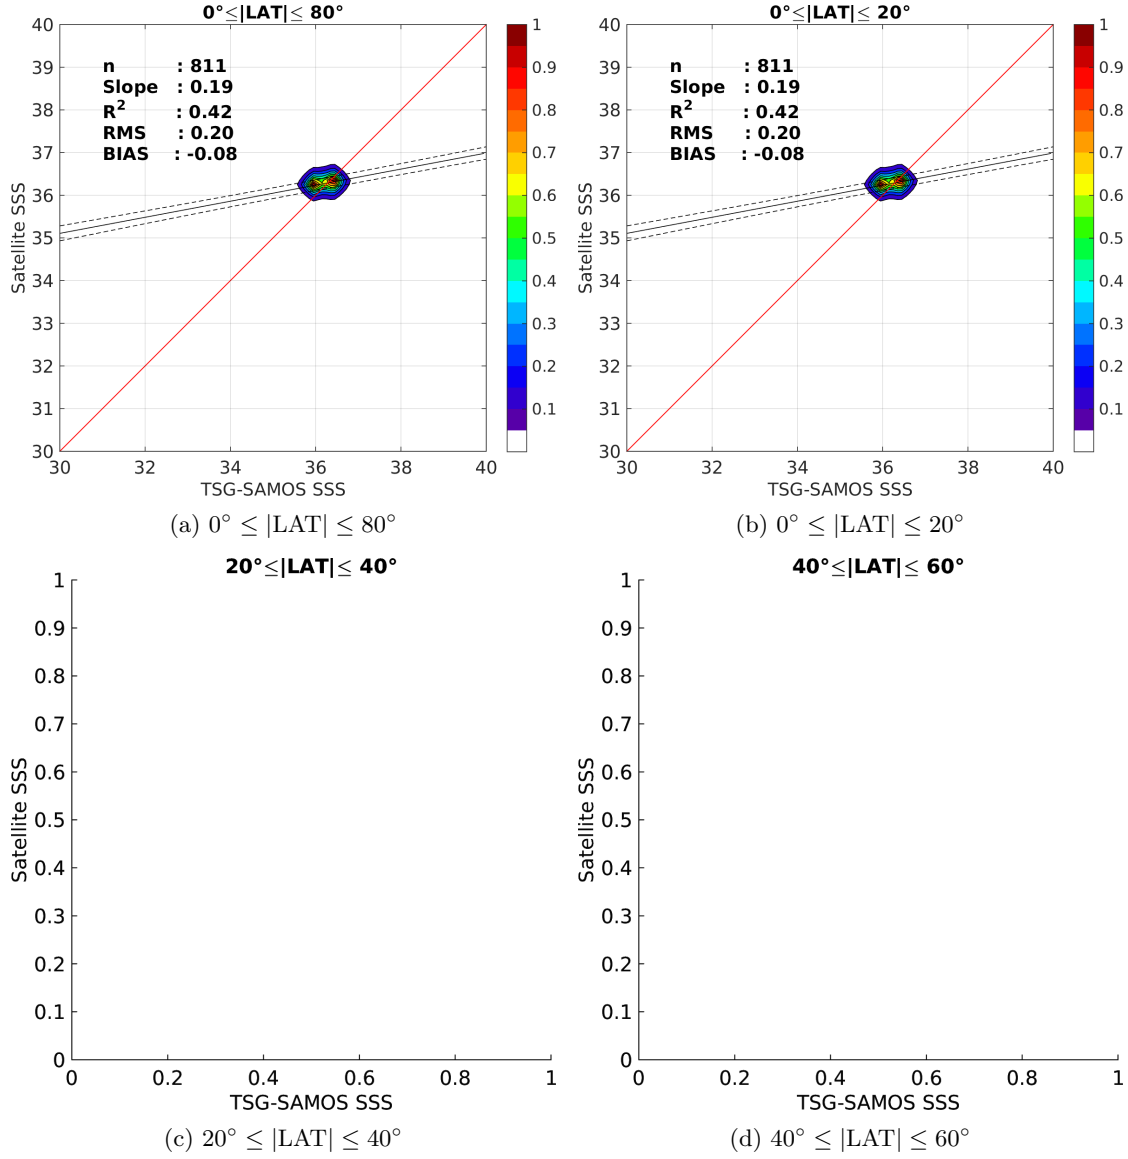 0°≤|LAT|≤ 80°
40
39
38
37
36
35
34
33
32
31
30
Satellite SSS
n : 811
Slope : 0.19
R² : 0.42
RMS : 0.20
BIAS : -0.08
30 32 34 36 38 40
TSG-SAMOS SSS
1
0.9
0.8
0.7
0.6
0.5
0.4
0.3
0.2
0.1
(a) 0° ≤ |LAT| ≤ 80°
0°≤|LAT|≤ 20°
40
39
38
37
36
35
34
33
32
31
30
Satellite SSS
n : 811
Slope : 0.19
R² : 0.42
RMS : 0.20
BIAS : -0.08
30 32 34 36 38 40
TSG-SAMOS SSS
1
0.9
0.8
0.7
0.6
0.5
0.4
0.3
0.2
0.1
(b) 0° ≤ |LAT| ≤ 20°
20°≤|LAT|≤ 40°
1
0.9
0.8
0.7
0.6
0.5
0.4
0.3
0.2
0.1
0
Satellite SSS
0 0.2 0.4 0.6 0.8 1
TSG-SAMOS SSS
(c) 20° ≤ |LAT| ≤ 40°
40°≤|LAT|≤ 60°
1
0.9
0.8
0.7
0.6
0.5
0.4
0.3
0.2
0.1
0
Satellite SSS
0 0.2 0.4 0.6 0.8 1
TSG-SAMOS SSS
(d) 40° ≤ |LAT| ≤ 60°